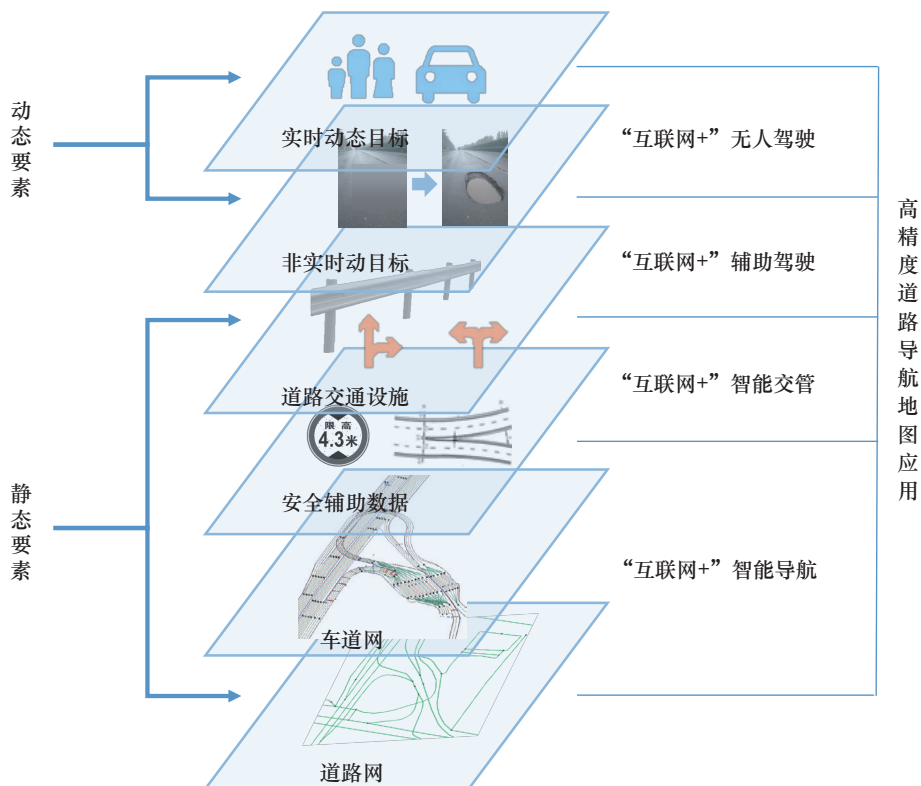 动态要素
实时动态目标
“互联网+”无人驾驶
非实时动目标
“互联网+”辅助驾驶
高精度道路导航地图应用
道路交通设施
“互联网+”智能交管
限高
4.3米
静态要素
安全辅助数据
“互联网+”智能导航
车道网
道路网